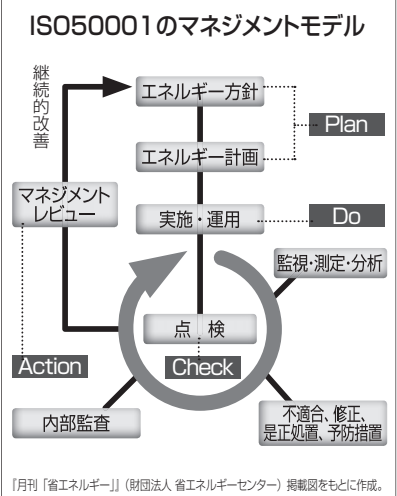 ISO50001のマネジメントモデル
継続的改善
エネルギー方針
Plan
エネルギー計画
マネジメント
レビュー
実施・運用
Do
監視・測定・分析
点 検
Action
Check
内部監査
不適合、修正、
是正処置、予防措置
『月刊「省エネルギー」』(財団法人 省エネルギーセンター) 掲載図をもとに作成。